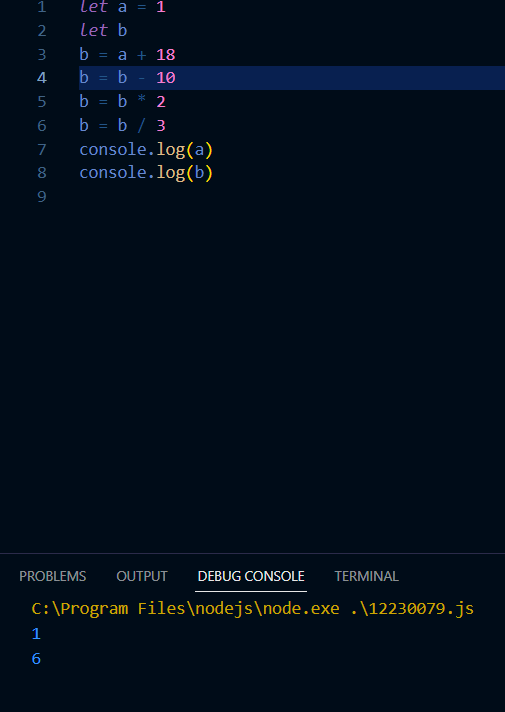 1 let a = 1
2 let b
3 b = a + 18
4 b = b - 10
5 b = b * 2
6 b = b / 3
7 console.log(a)
8 console.log(b)
9
PROBLEMS OUTPUT DEBUG CONSOLE TERMINAL
C:\Program Files\nodejs\node.exe .\12230079.js
1
6